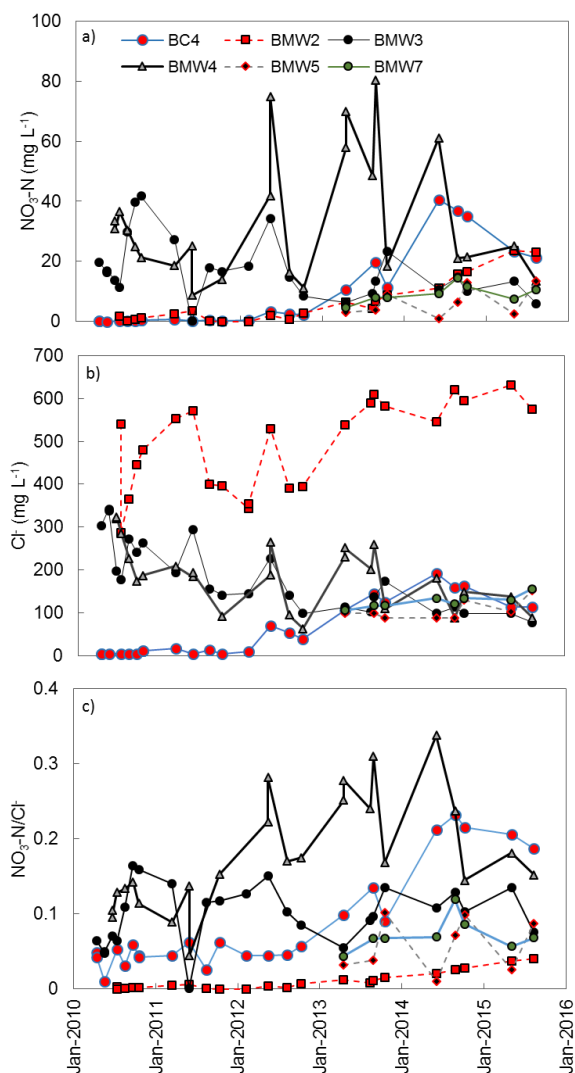 100
80
60
40
20
0
NO₃-N (mg L⁻¹)
a)
BC4 BMW2 BMW3
BMW4 BMW5 BMW7
700
600
500
400
300
200
100
0
Cl⁻ (mg L⁻¹)
b)
0.4
0.3
0.2
0.1
0
NO₃-N/Cl⁻
c)
Jan-2010
Jan-2011
Jan-2012
Jan-2013
Jan-2014
Jan-2015
Jan-2016